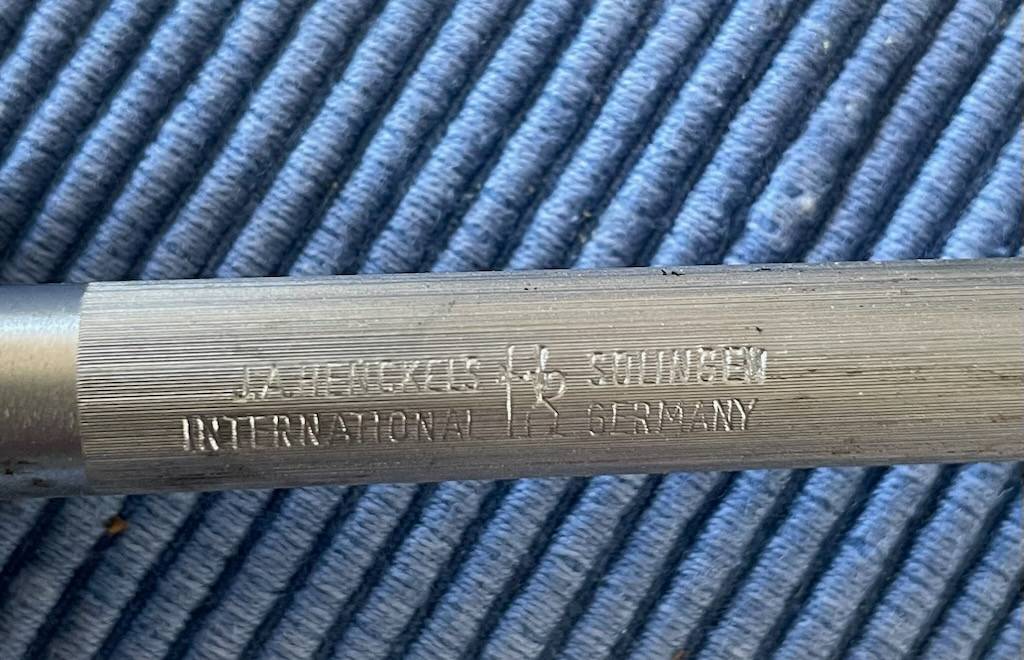 J.A. HENCKELS SOLINGEN
INTERNATIONAL GERMANY